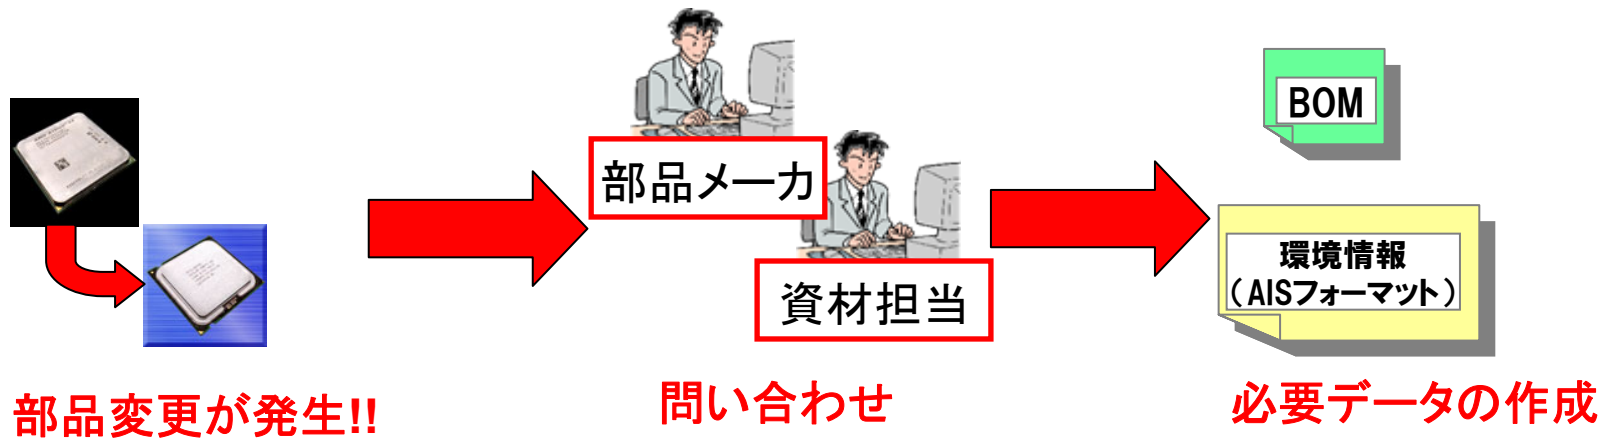 部品メーカ
資材担当
BOM
環境情報
（AISフォーマット）
部品変更が発生!!
問い合わせ
必要データの作成